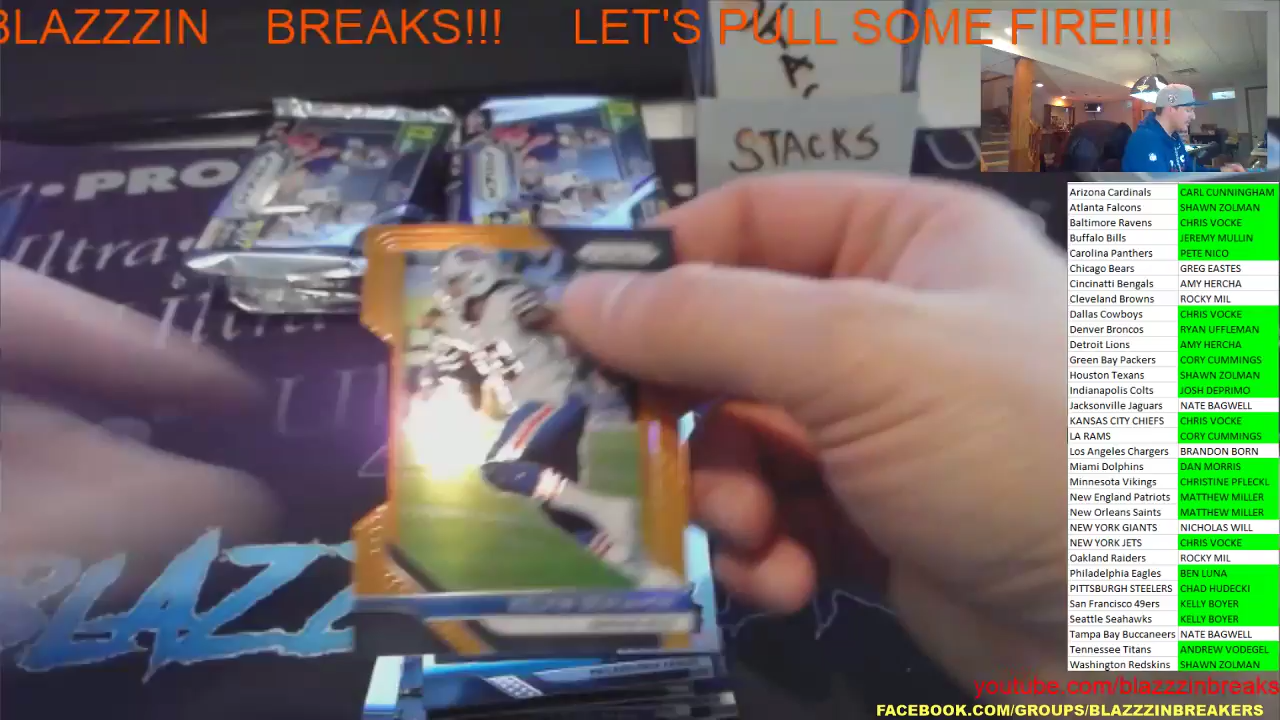 BLAZZZIN BREAKS!!! LET'S PULL SOME FIRE!!!!
STACKS
PRO
Ultra
BLAZZ
Arizona Cardinals CARL CUNNINGHAM
Atlanta Falcons SHAWN ZOLMAN
Baltimore Ravens CHRIS VOCKE
Buffalo Bills JEREMY MULLIN
Carolina Panthers PETE NICO
Chicago Bears GREG EASTES
Cincinatti Bengals AMY HERCHA
Cleveland Browns ROCKY MIL
Dallas Cowboys CHRIS VOCKE
Denver Broncos RYAN UFFLEMAN
Detroit Lions AMY HERCHA
Green Bay Packers CORY CUMMINGS
Houston Texans SHAWN ZOLMAN
Indianapolis Colts JOSH DEPRIMO
Jacksonville Jaguars NATE BAGWELL
KANSAS CITY CHIEFS CHRIS VOCKE
LA RAMS CORY CUMMINGS
Los Angeles Chargers BRANDON BORN
Miami Dolphins DAN MORRIS
Minnesota Vikings CHRISTINE PFLECKL
New England Patriots MATTHEW MILLER
New Orleans Saints MATTHEW MILLER
NEW YORK GIANTS NICHOLAS WILL
NEW YORK JETS CHRIS VOCKE
Oakland Raiders ROCKY MIL
Philadelphia Eagles BEN LUNA
PITTSBURGH STEELERS CHAD HUDECKI
San Francisco 49ers KELLY BOYER
Seattle Seahawks KELLY BOYER
Tampa Bay Buccaneers NATE BAGWELL
Tennessee Titans ANDREW VODEGEL
Washington Redskins SHAWN ZOLMAN
youtube.com/blazzzinbreaks
FACEBOOK.COM/GROUPS/BLAZZZINBREAKERS